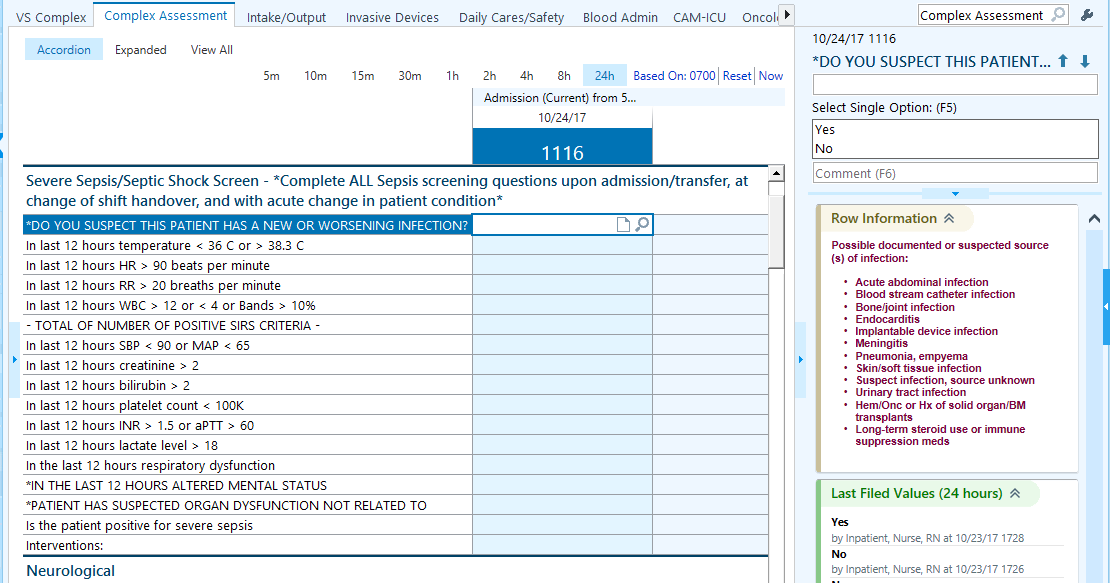 VS Complex Complex Assessment Intake/Output Invasive Devices Daily Cares/Safety Blood Admin CAM-ICU Oncol
Accordion Expanded View All
5m 10m 15m 30m 1h 2h 4h 8h 24h Based On: 0700 Reset Now
Admission (Current) from 5...
10/24/17
1116
Severe Sepsis/Septic Shock Screen - *Complete ALL Sepsis screening questions upon admission/transfer, at
change of shift handover, and with acute change in patient condition*
*DO YOU SUSPECT THIS PATIENT HAS A NEW OR WORSENING INFECTION?
In last 12 hours temperature < 36 C or > 38.3 C
In last 12 hours HR > 90 beats per minute
In last 12 hours RR > 20 breaths per minute
In last 12 hours WBC > 12 or < 4 or Bands > 10%
- TOTAL OF NUMBER OF POSITIVE SIRS CRITERIA -
In last 12 hours SBP < 90 or MAP < 65
In last 12 hours creatinine > 2
In last 12 hours bilirubin > 2
In last 12 hours platelet count < 100K
In last 12 hours INR > 1.5 or aPTT > 60
In last 12 hours lactate level > 18
In the last 12 hours respiratory dysfunction
*IN THE LAST 12 HOURS ALTERED MENTAL STATUS
*PATIENT HAS SUSPECTED ORGAN DYSFUNCTION NOT RELATED TO
Is the patient positive for severe sepsis
Interventions:
Neurological
Complex Assessment
10/24/17 1116
*DO YOU SUSPECT THIS PATIENT...
Select Single Option: (F5)
Yes
No
Comment (F6)
Row Information
Possible documented or suspected source
(s) of infection:
• Acute abdominal infection
• Blood stream catheter infection
• Bone/joint infection
• Endocarditis
• Implantable device infection
• Meningitis
• Pneumonia, empyema
• Skin/soft tissue infection
• Suspect infection, source unknown
• Urinary tract infection
• Hem/Onc or Hx of solid organ/BM
transplants
• Long-term steroid use or immune
suppression meds
Last Filed Values (24 hours)
Yes
by Inpatient, Nurse, RN at 10/23/17 1728
No
by Inpatient, Nurse, RN at 10/23/17 1726